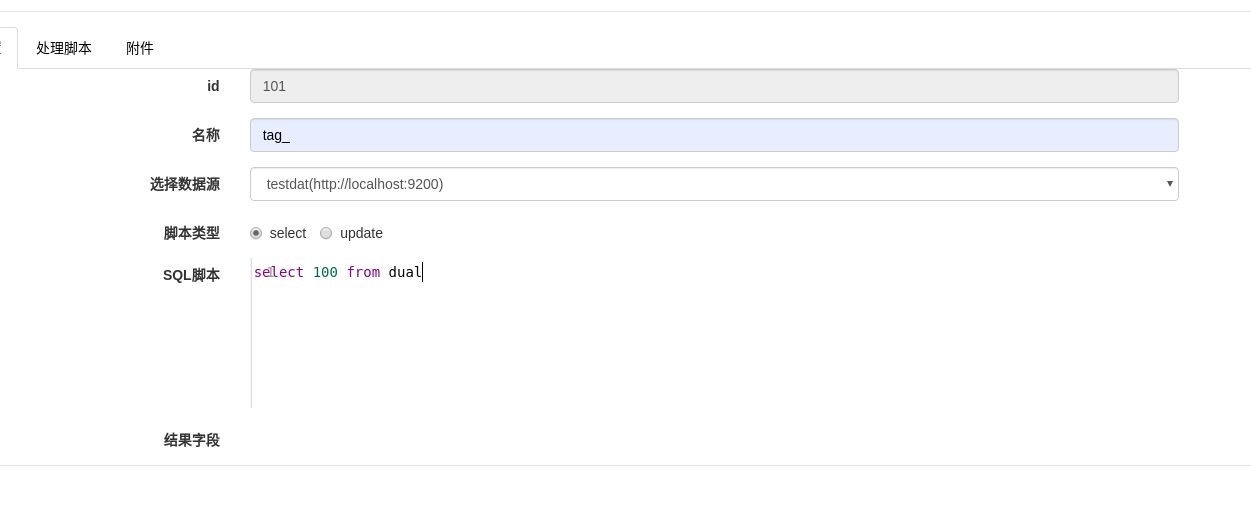 处理脚本 附件
id 101
名称 tag_
选择数据源 testdat(http://localhost:9200)
脚本类型 select update
SQL脚本 select 100 from dual
结果字段